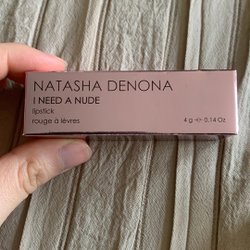 NATASHA DENONA
I NEED A NUDE
lipstick
rouge à lèvres
4 g ℮ 0.14 Oz